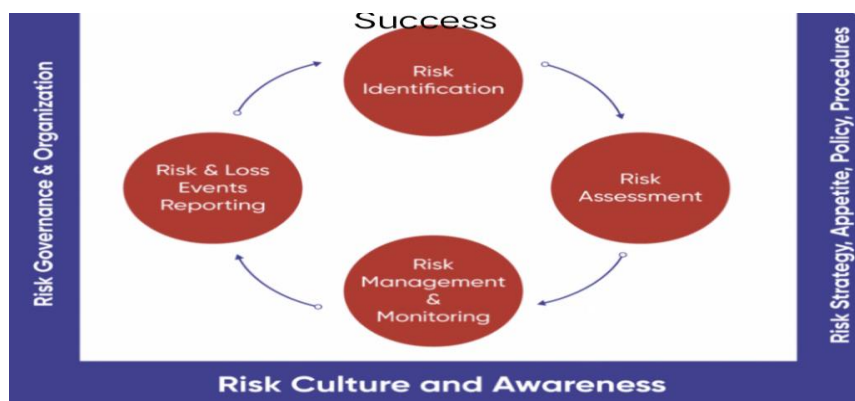 Success
Risk
Identification
Risk Governance & Organization
Risk & Loss
Events
Reporting
Risk
Assessment
Risk Strategy, Appetite, Policy, Procedures
Risk
Management
&
Monitoring
Risk Culture and Awareness